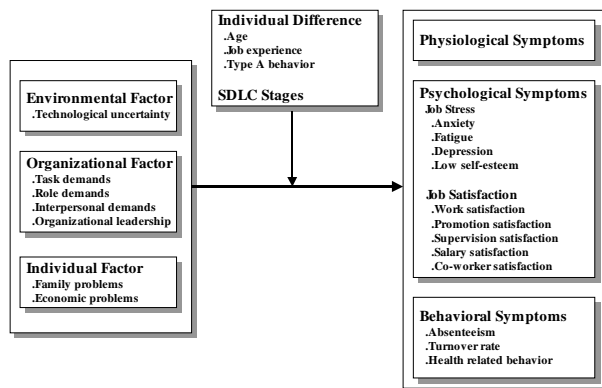 Individual Difference
.Age
.Job experience
.Type A behavior
SDLC Stages
Environmental Factor
.Technological uncertainty
Organizational Factor
.Task demands
.Role demands
.Interpersonal demands
.Organizational leadership
Individual Factor
.Family problems
.Economic problems
Physiological Symptoms
Psychological Symptoms
Job Stress
.Anxiety
.Fatigue
.Depression
.Low self-esteem
Job Satisfaction
.Work satisfaction
.Promotion satisfaction
.Supervision satisfaction
.Salary satisfaction
.Co-worker satisfaction
Behavioral Symptoms
.Absenteeism
.Turnover rate
.Health related behavior